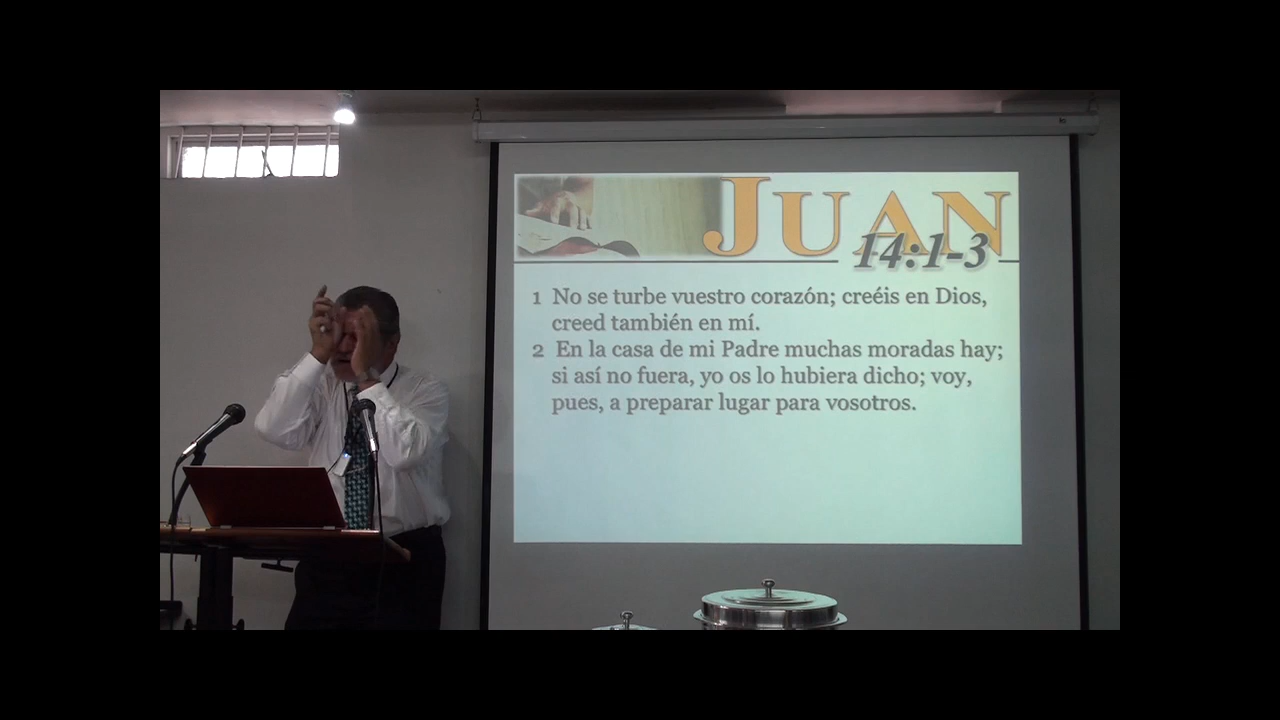 JUAN
14:1-3
1 No se turbe vuestro corazón; creéis en Dios,
creed también en mí.
2 En la casa de mi Padre muchas moradas hay;
si así no fuera, yo os lo hubiera dicho; voy,
pues, a preparar lugar para vosotros.